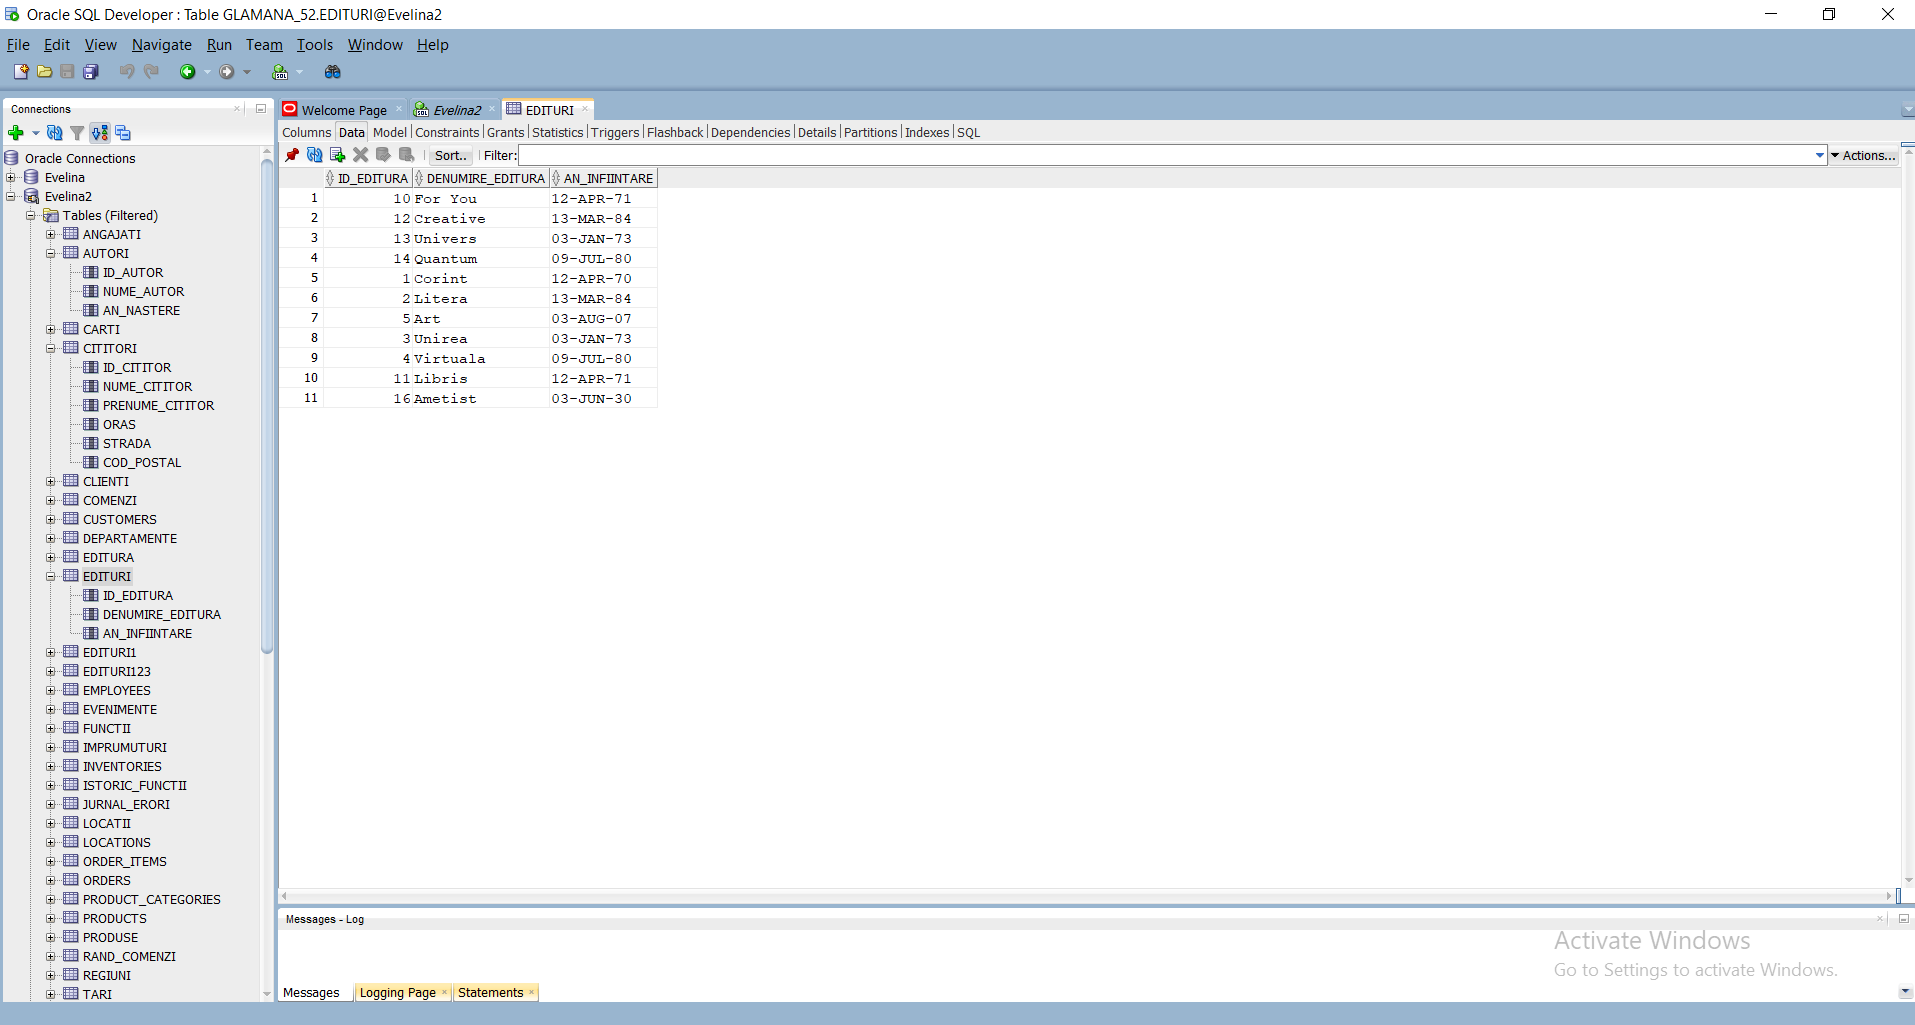 Oracle SQL Developer : Table GLAMANA_52.EDITURI@Evelina2
File Edit View Navigate Run Team Tools Window Help
Connections
Oracle Connections
Evelina
Evelina2
Tables (Filtered)
ANGAJATI
AUTORI
ID_AUTOR
NUME_AUTOR
AN_NASTERE
CARTI
CITITORI
ID_CITITOR
NUME_CITITOR
PRENUME_CITITOR
ORAS
STRADA
COD_POSTAL
CLIENTI
COMENZI
CUSTOMERS
DEPARTAMENTE
EDITURA
EDITURI
ID_EDITURA
DENUMIRE_EDITURA
AN_INFIINTARE
EDITURI1
EDITURI123
EMPLOYEES
EVENIMENTE
FUNCTII
IMPRUMUTURI
INVENTORIES
ISTORIC_FUNCTII
JURNAL_ERORI
LOCATII
LOCATIONS
ORDER_ITEMS
ORDERS
PRODUCT_CATEGORIES
PRODUCTS
PRODUSE
RAND_COMENZI
REGIUNI
TARI
Welcome Page Evelina2 EDITURI
Columns Data Model Constraints Grants Statistics Triggers Flashback Dependencies Details Partitions Indexes SQL
Sort.. Filter: Actions...
ID_EDITURA DENUMIRE_EDITURA AN_INFIINTARE
1 10 For You 12-APR-71
2 12 Creative 13-MAR-84
3 13 Univers 03-JAN-73
4 14 Quantum 09-JUL-80
5 1 Corint 12-APR-70
6 2 Litera 13-MAR-84
7 5 Art 03-AUG-07
8 3 Unirea 03-JAN-73
9 4 Virtuala 09-JUL-80
10 11 Libris 12-APR-71
11 16 Ametist 03-JUN-30
Messages - Log
Activate Windows
Go to Settings to activate Windows.
Messages Logging Page Statements